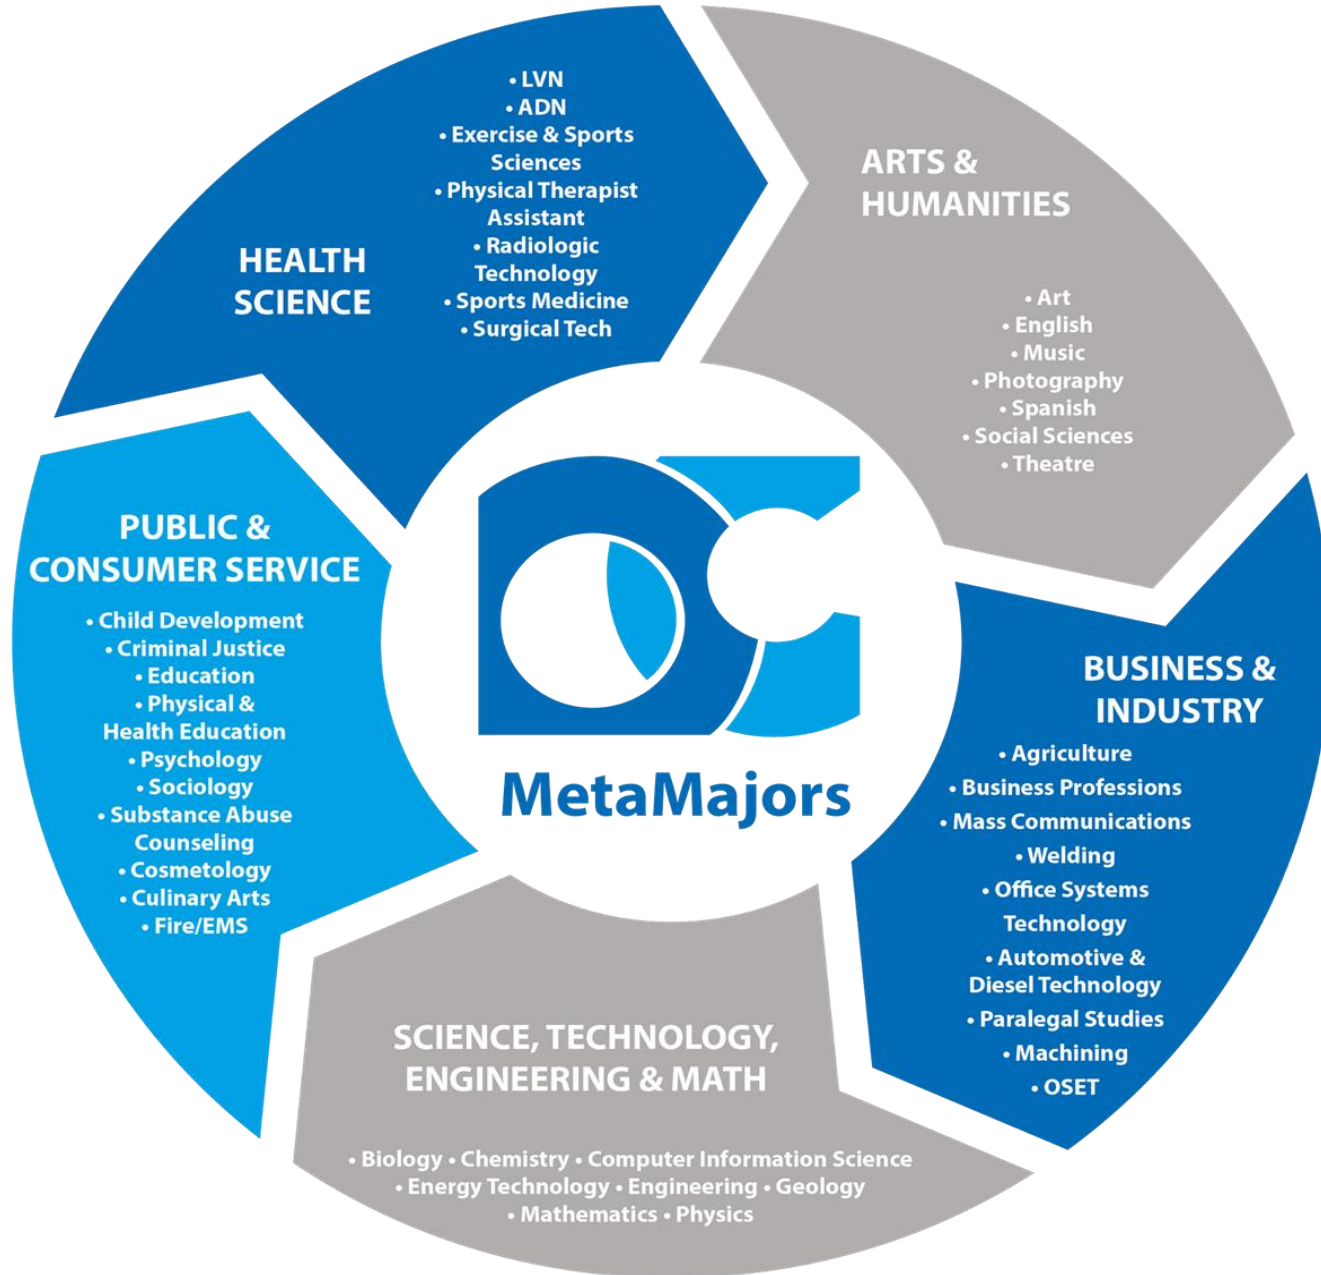 HEALTH
SCIENCE
• LVN
• ADN
• Exercise & Sports
Sciences
• Physical Therapist
Assistant
• Radiologic
Technology
• Sports Medicine
• Surgical Tech
ARTS &
HUMANITIES
• Art
• English
• Music
• Photography
• Spanish
• Social Sciences
• Theatre
BUSINESS &
INDUSTRY
• Agriculture
• Business Professions
• Mass Communications
• Welding
• Office Systems
Technology
• Automotive &
Diesel Technology
• Paralegal Studies
• Machining
• OSET
SCIENCE, TECHNOLOGY,
ENGINEERING & MATH
• Biology • Chemistry • Computer Information Science
• Energy Technology • Engineering • Geology
• Mathematics • Physics
PUBLIC &
CONSUMER SERVICE
• Child Development
• Criminal Justice
• Education
• Physical &
Health Education
• Psychology
• Sociology
• Substance Abuse
Counseling
• Cosmetology
• Culinary Arts
• Fire/EMS
OC
MetaMajors